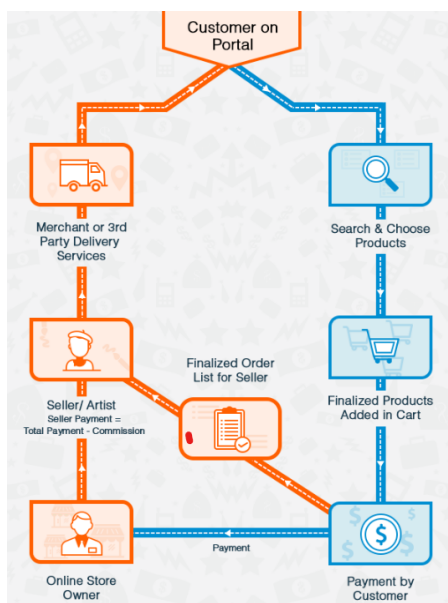 Customer on
Portal
Merchant or 3rd
Party Delivery
Services
Search & Choose
Products
Finalized Order
List for Seller
Seller/ Artist
Seller Payment =
Total Payment - Commission
Finalized Products
Added in Cart
Payment
Online Store
Owner
Payment by
Customer